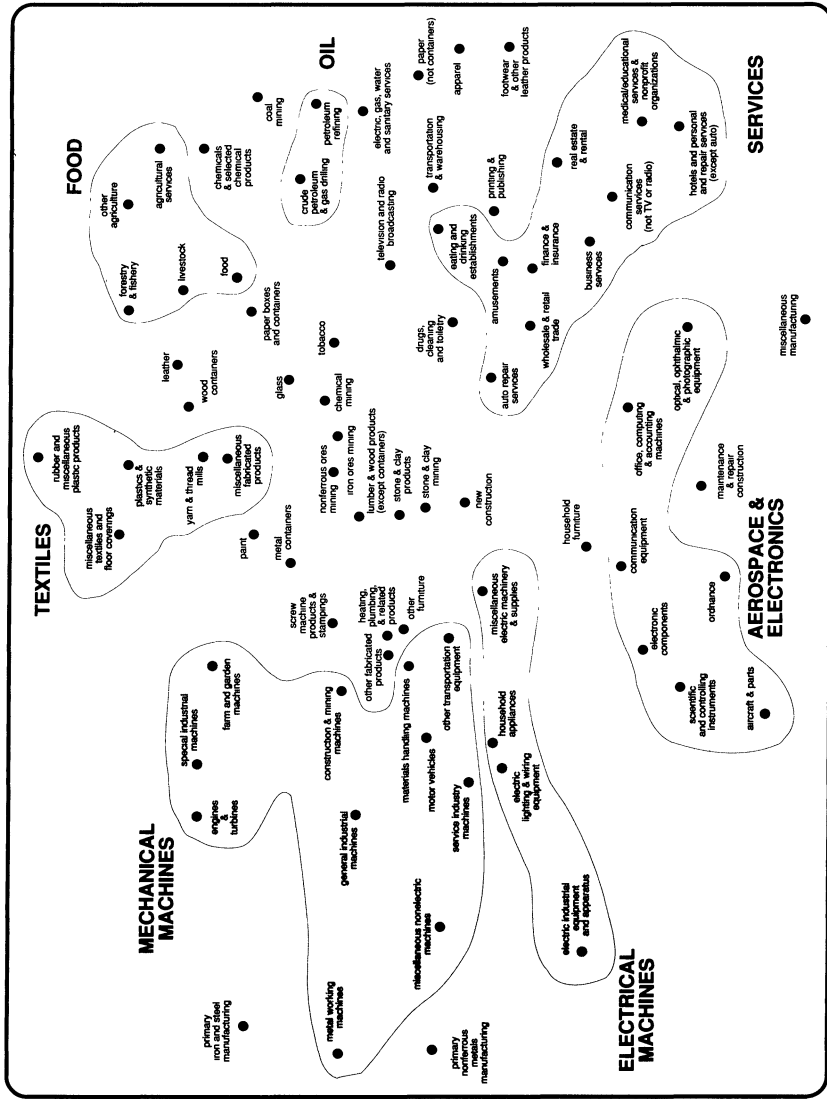 primary
iron and steel
manufacturing
metal working
machines
primary
nonferrous
metals
manufacturing
MECHANICAL
MACHINES
engines
&
turbines
special industrial
machines
farm and garden
machines
general industrial
machines
construction & mining
machines
miscellaneous nonelectric
machines
materials handling machines
motor vehicles
service industry
machines
other transportation
equipment
ELECTRICAL
MACHINES
electric industrial
equipment
and apparatus
electric
lighting & wiring
equipment
household
appliances
miscellaneous
electric machinery
& supplies
screw
machine
products &
stampings
other fabricated
products
heating,
plumbing,
& related
products
other
furniture
TEXTILES
miscellaneous
textiles and
floor coverings
rubber and
miscellaneous
plastic products
plastics &
synthetic
materials
yarn & thread
mills
miscellaneous
fabricated
products
paint
metal
containers
nonferrous ores
mining
iron ores mining
lumber & wood products
(except containers)
stone & clay
products
stone & clay
mining
new
construction
household
furniture
AEROSPACE &
ELECTRONICS
aircraft & parts
scientific
and controlling
instruments
electronic
components
ordnance
communication
equipment
maintenance
& repair
construction
office, computing
& accounting
machines
optical, ophthalmic
& photographic
equipment
miscellaneous
manufacturing
leather
wood
containers
glass
chemical
mining
tobacco
paper boxes
and containers
FOOD
forestry
& fishery
livestock
food
other
agriculture
agricultural
services
chemicals
& selected
chemical
products
coal
mining
OIL
crude
petroleum
& gas driling
petroleum
refining
electric, gas, water
and sanitary services
television and radio
broadcasting
drugs,
cleaning
and toiletry
transportation
& warehousing
paper
(not containers)
apparel
footwear
& other
leather products
printing &
publishing
SERVICES
auto repair
services
wholesale & retail
trade
eating and
drinking
establishments
amusements
finance &
insurance
business
services
real estate
& rental
communication
services
(not TV or radio)
medical/educational
services &
nonprofit
organizations
hotels and personal
and repair services
(except auto)